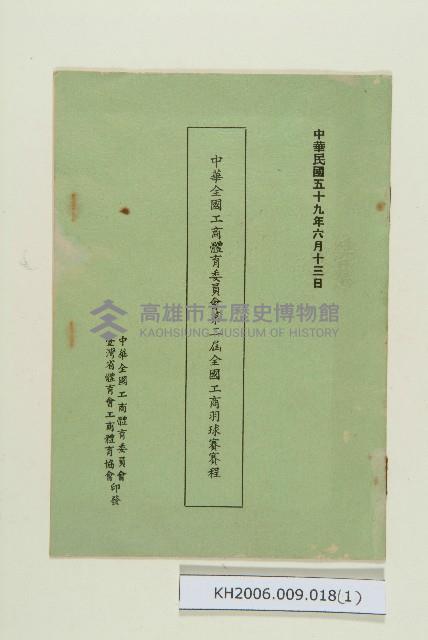 中華民國五十九年六月十三日
中華全國工商體育委員會第一屆全國工商羽球賽賽程
中華全國工商體育委員會
臺灣省體育會工商體育協會印發
高雄市立歷史博物館
KAOHSIUNG MUSEUM OF HISTORY
KH2006.009.018(1)